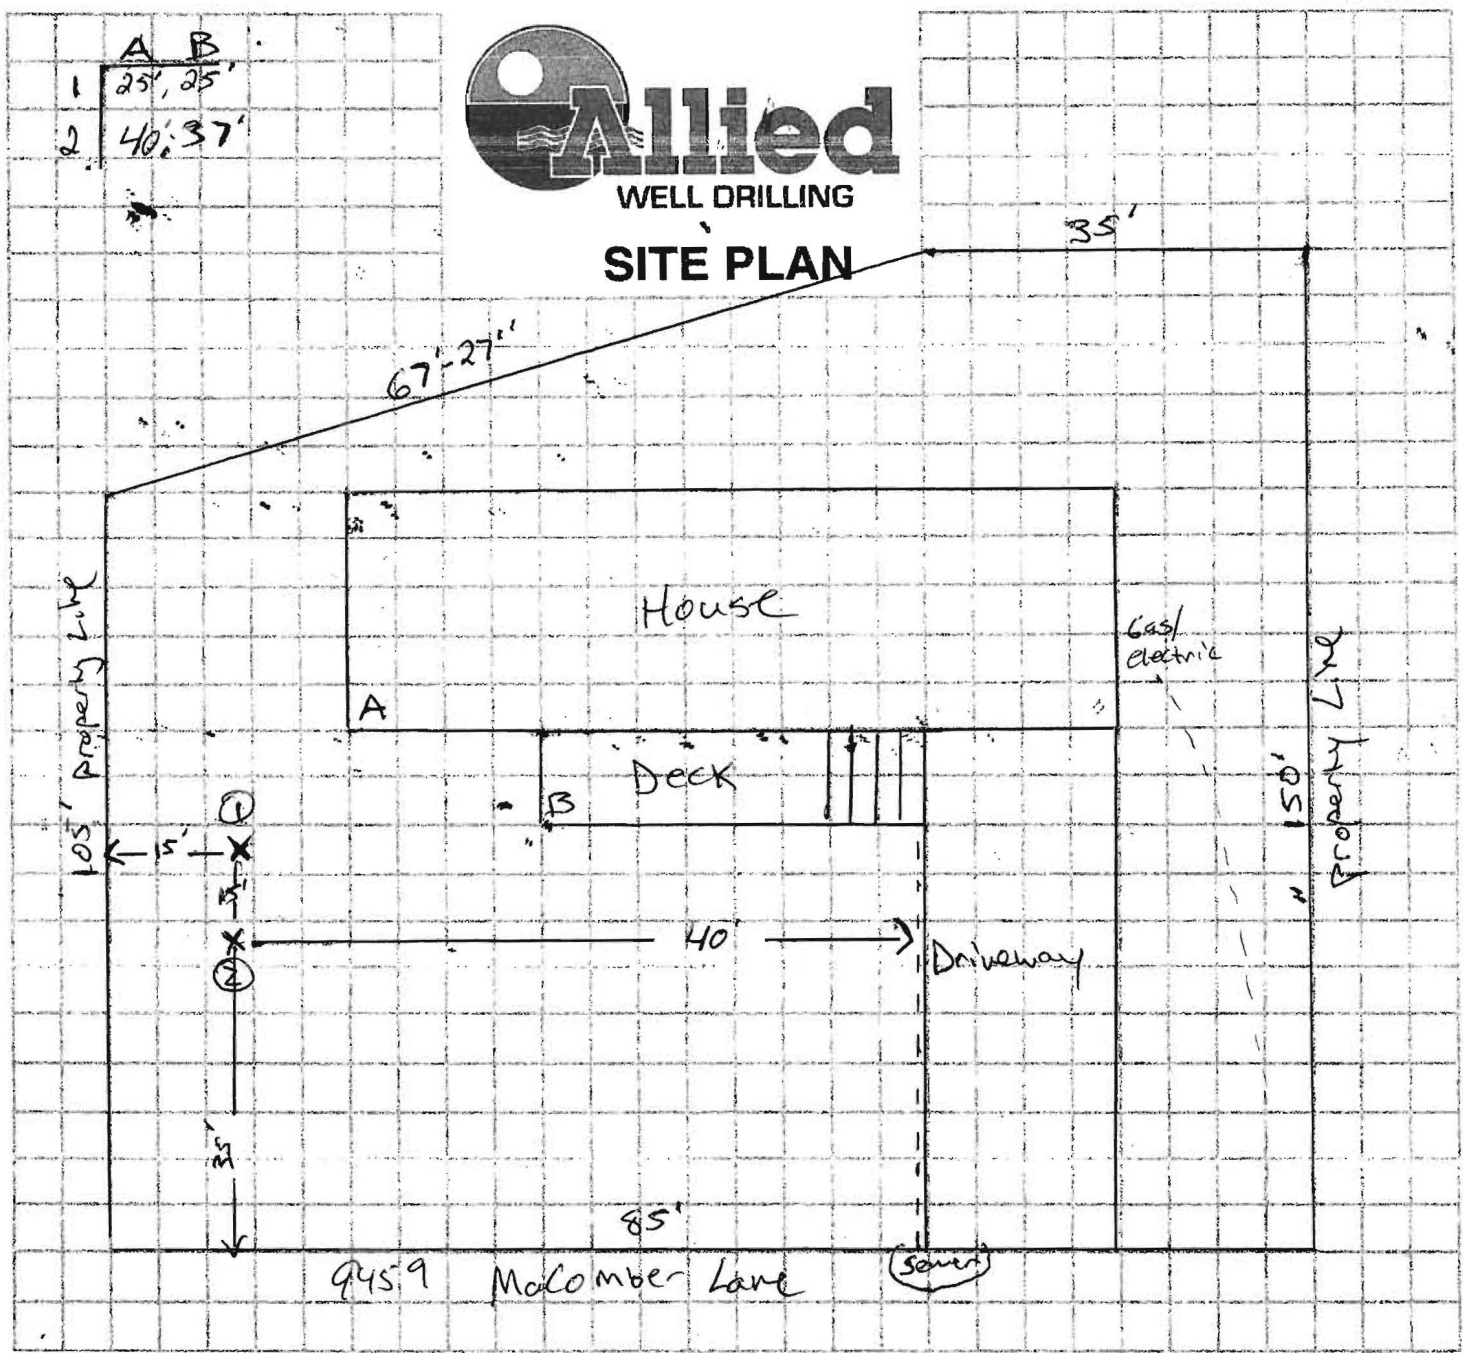 A B
1 25', 25'
2 40', 37'
Allied
WELL DRILLING
SITE PLAN
35'
67'-27''
House
Gas/
electric
A
105' property Line
150' property Line
Deck
B
1
15'
40'
Driveway
2
35'
85'
9459 Macomber Lane
sewer